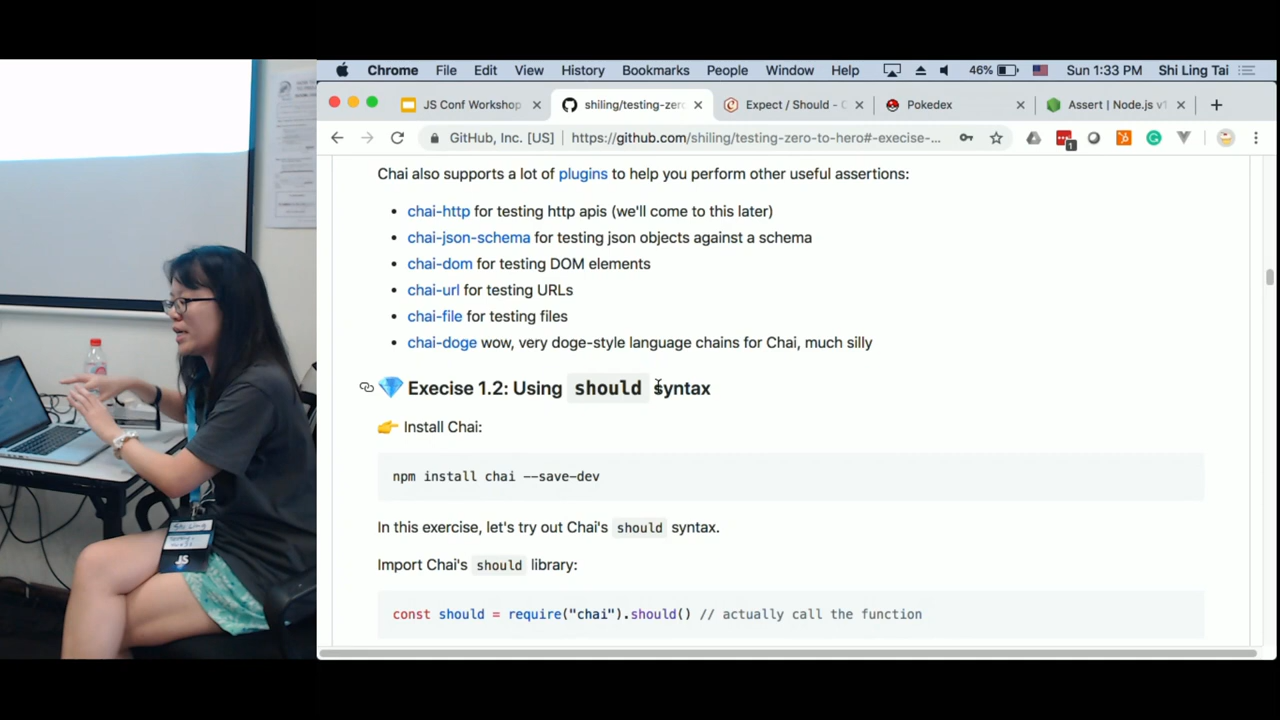 Chrome File Edit View History Bookmarks People Window Help 46% Sun 1:33 PM Shi Ling Tai
JS Conf Workshop shiling/testing-zero Expect / Should - C Pokedex Assert | Node.js v1
GitHub, Inc. [US] https://github.com/shiling/testing-zero-to-hero#-execise-... 1
Chai also supports a lot of plugins to help you perform other useful assertions:
• chai-http for testing http apis (we'll come to this later)
• chai-json-schema for testing json objects against a schema
• chai-dom for testing DOM elements
• chai-url for testing URLs
• chai-file for testing files
• chai-doge wow, very doge-style language chains for Chai, much silly
💎 Execise 1.2: Using should syntax
👉 Install Chai:
npm install chai --save-dev
In this exercise, let's try out Chai's should syntax.
Import Chai's should library:
const should = require("chai").should() // actually call the function
Shi Ling
JS